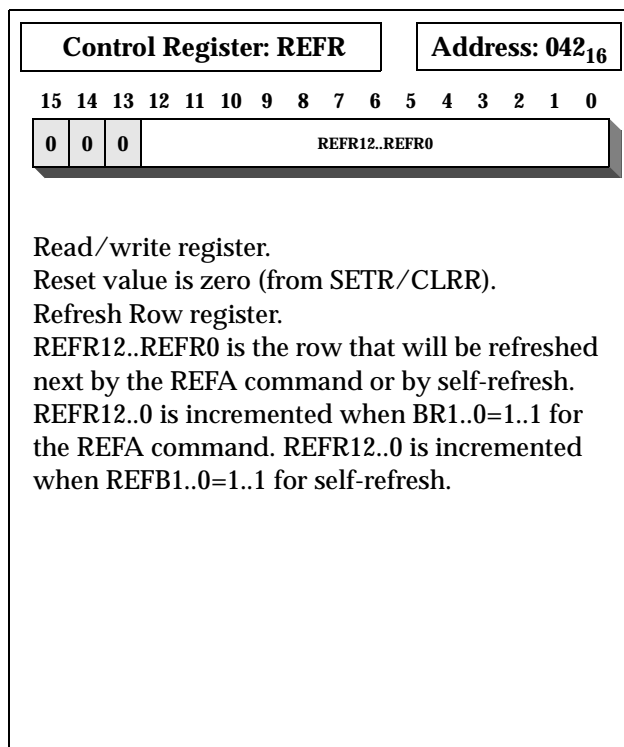 Control Register: REFR
Address: 042₁₆
15 14 13 12 11 10 9 8 7 6 5 4 3 2 1 0
0 0 0 REFR12..REFR0
Read/write register.
Reset value is zero (from SETR/CLRR).
Refresh Row register.
REFR12..REFR0 is the row that will be refreshed
next by the REFA command or by self-refresh.
REFR12..0 is incremented when BR1..0=1..1 for
the REFA command. REFR12..0 is incremented
when REFB1..0=1..1 for self-refresh.